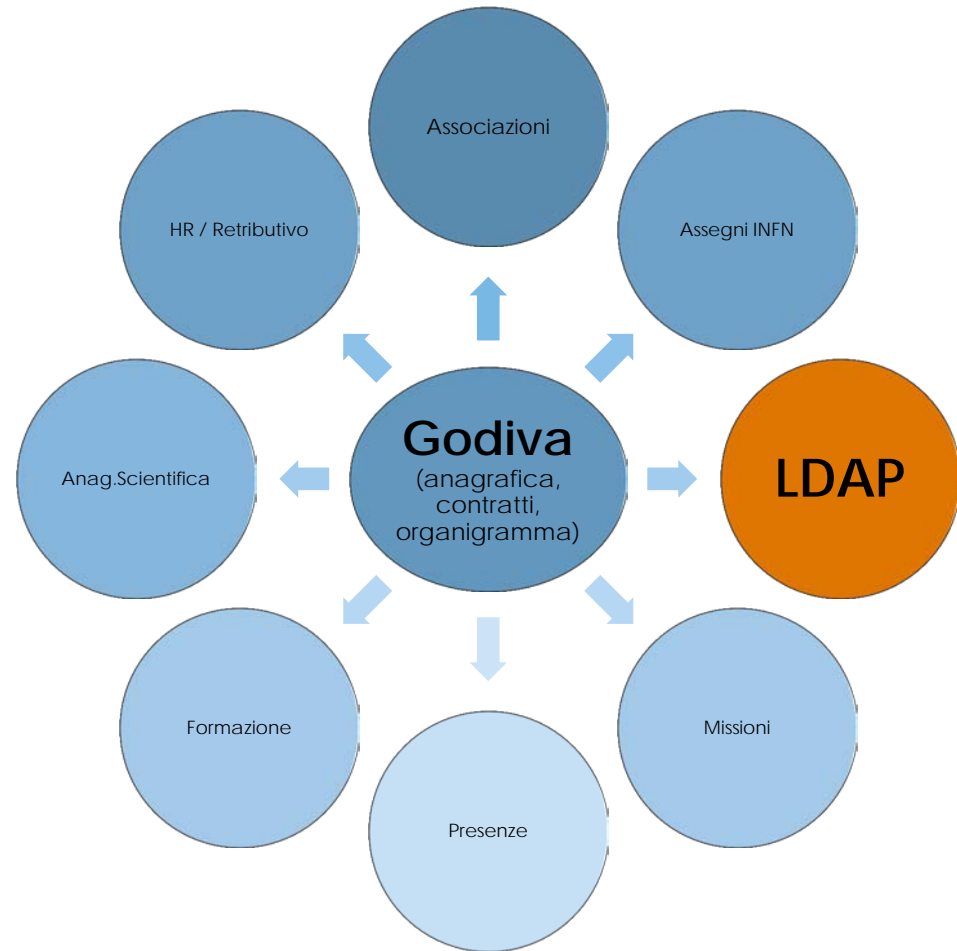 Associazioni
HR / Retributivo
Assegni INFN
Godiva
(anagrafica,
contratti,
organigramma)
Anag.Scientifica
LDAP
Formazione
Missioni
Presenze